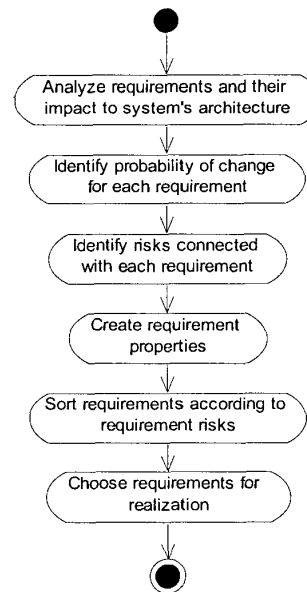 Analyze requirements and their
impact to system's architecture
Identify probability of change
for each requirement
Identify risks connected
with each requirement
Create requirement
properties
Sort requirements according to
requirement risks
Choose requirements for
realization